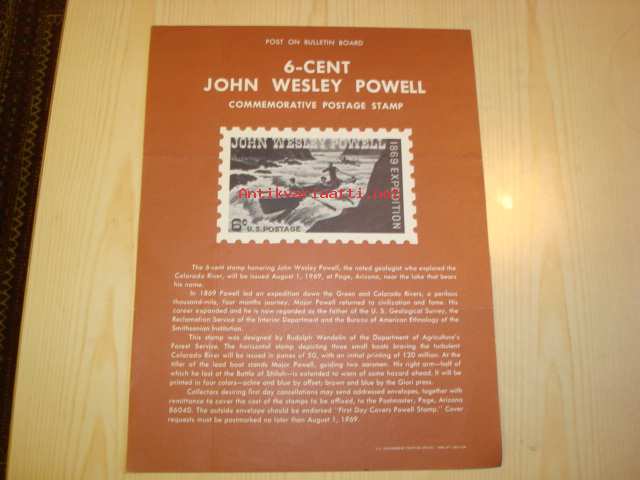 POST ON BULLETIN BOARD
6-CENT
JOHN WESLEY POWELL
COMMEMORATIVE POSTAGE STAMP
JOHN WESLEY POWELL
1869 EXPEDITION
Antikvariaatti.net
6c
U.S. POSTAGE
The 6-cent stamp honoring John Wesley Powell, the noted geologist who explored the
Colorado River, will be issued August 1, 1969, at Page, Arizona, near the lake that bears
his name.
In 1869 Powell led an expedition down the Green and Colorado Rivers, a perilous
thousand-mile, four months journey. Major Powell returned to civilization and fame. His
career expanded and he is now regarded as the father of the U. S. Geological Survey, the
Reclamation Service of the Interior Department and the Bureau of American Ethnology of the
Smithsonian Institution.
This stamp was designed by Rudolph Wendelin of the Department of Agriculture's
Forest Service. The horizontal stamp depicting three small boats braving the turbulent
Colorado River will be issued in panes of 50, with an initial printing of 120 million. At the
tiller of the lead boat stands Major Powell, guiding two oarsmen. His right arm—half of
which he lost at the Battle of Shiloh—is extended to warn of some hazard ahead. It will be
printed in four colors—ochre and blue by offset; brown and blue by the Giori press.
Collectors desiring first day cancellations may send addressed envelopes, together with
remittance to cover the cost of the stamps to be affixed, to the Postmaster, Page, Arizona
86040. The outside envelope should be endorsed "First Day Covers Powell Stamp." Cover
requests must be postmarked no later than August 1, 1969.